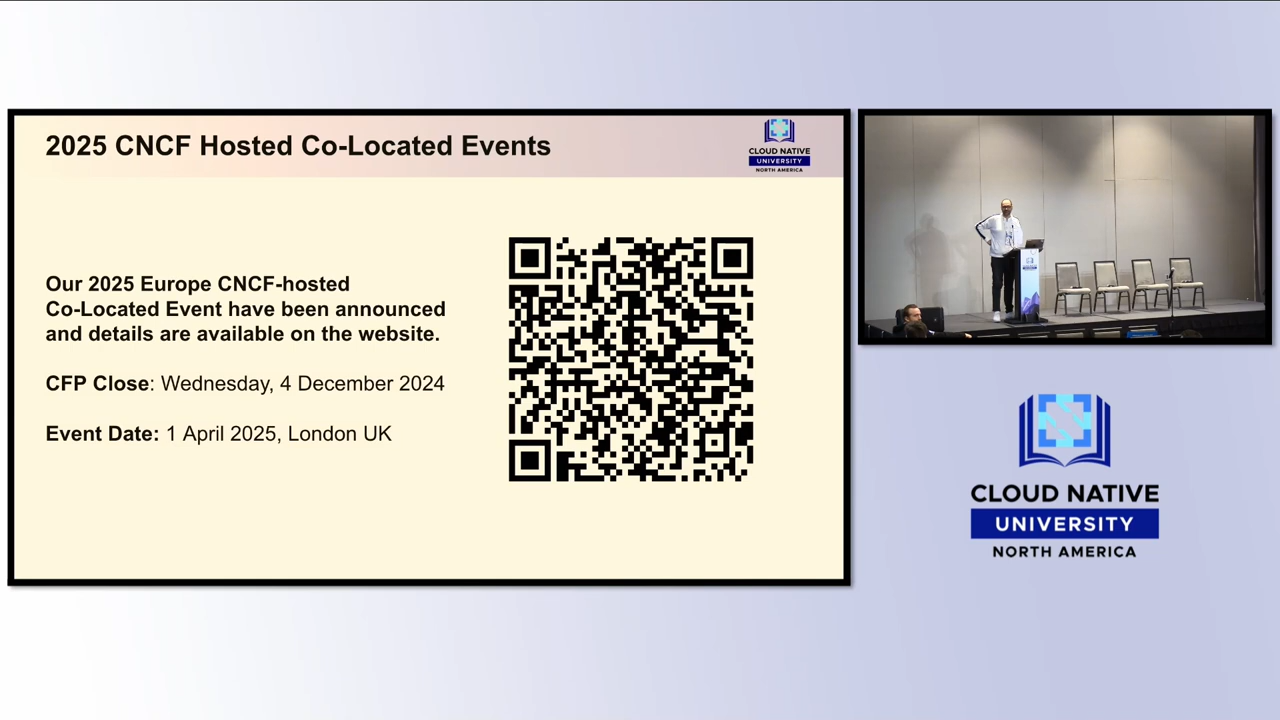 2025 CNCF Hosted Co-Located Events
CLOUD NATIVE
UNIVERSITY
NORTH AMERICA
Our 2025 Europe CNCF-hosted
Co-Located Event have been announced
and details are available on the website.
CFP Close: Wednesday, 4 December 2024
Event Date: 1 April 2025, London UK
CLOUD NATIVE
UNIVERSITY
NORTH AMERICA